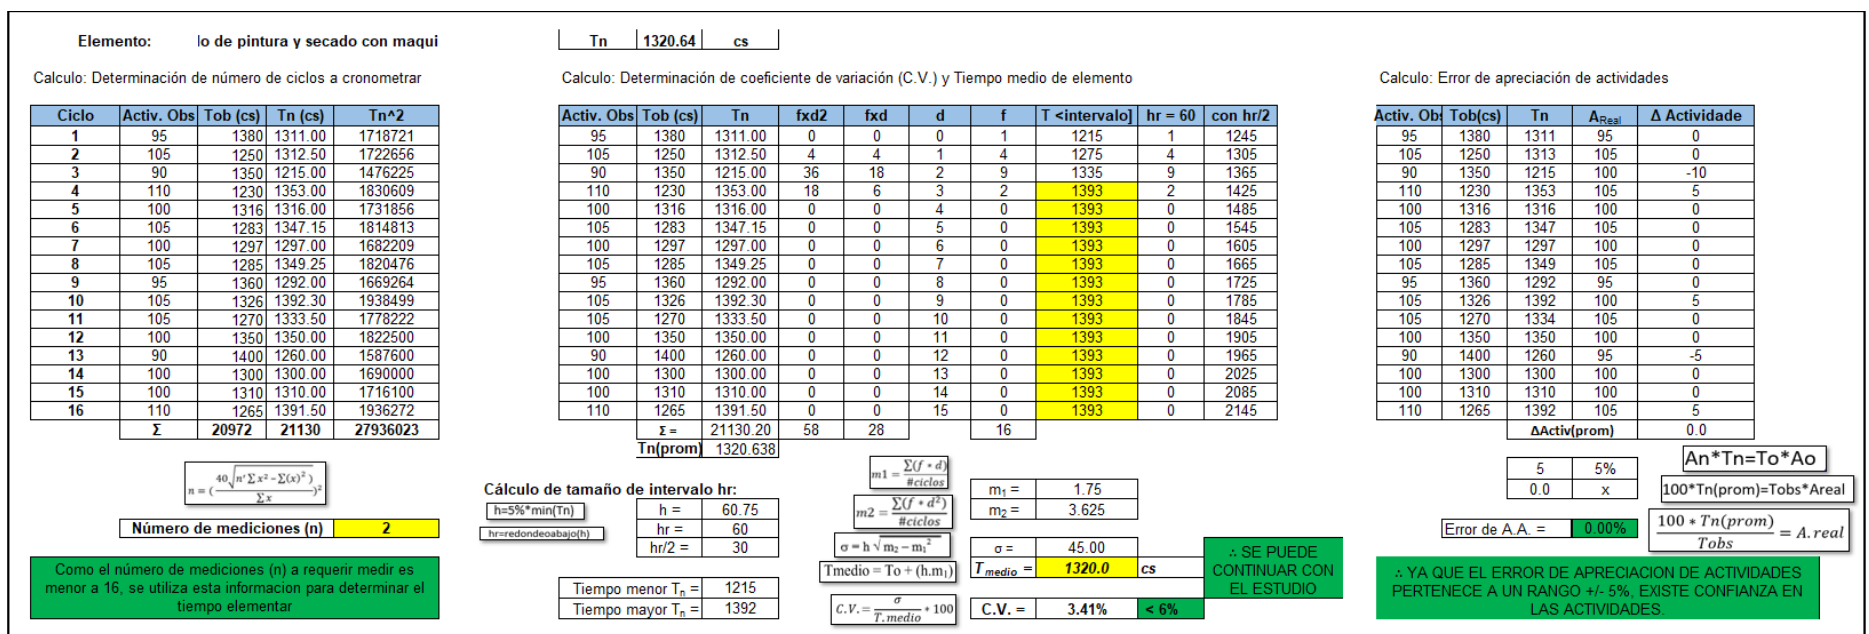 Elemento: lo de pintura y secado con maqui
Tn 1320.64 cs
Calculo: Determinación de número de ciclos a cronometrar
Ciclo Activ. Obs Tob (cs) Tn (cs) Tn^2
1 95 1380 1311.00 1718721
2 105 1250 1312.50 1722656
3 90 1350 1215.00 1476225
4 110 1230 1353.00 1830609
5 100 1316 1316.00 1731856
6 105 1283 1347.15 1814813
7 100 1297 1297.00 1682209
8 105 1285 1349.25 1820476
9 95 1360 1292.00 1669264
10 105 1326 1392.30 1938499
11 105 1270 1333.50 1778222
12 100 1350 1350.00 1822500
13 90 1400 1260.00 1587600
14 100 1300 1300.00 1690000
15 100 1310 1310.00 1716100
16 110 1265 1391.50 1936272
Σ 20972 21130 27936023
n = (40√(n'Σx² − Σ(x)²) / Σx)²
Número de mediciones (n) 2
Como el número de mediciones (n) a requerir medir es
menor a 16, se utiliza esta informacion para determinar el
tiempo elementar
Calculo: Determinación de coeficiente de variación (C.V.) y Tiempo medio de elemento
Activ. Obs Tob (cs) Tn fxd2 fxd d f T <intervalo] hr = 60 con hr/2
95 1380 1311.00 0 0 0 1 1215 1 1245
105 1250 1312.50 4 4 1 4 1275 4 1305
90 1350 1215.00 36 18 2 9 1335 9 1365
110 1230 1353.00 18 6 3 2 1393 2 1425
100 1316 1316.00 0 0 4 0 1393 0 1485
105 1283 1347.15 0 0 5 0 1393 0 1545
100 1297 1297.00 0 0 6 0 1393 0 1605
105 1285 1349.25 0 0 7 0 1393 0 1665
95 1360 1292.00 0 0 8 0 1393 0 1725
105 1326 1392.30 0 0 9 0 1393 0 1785
105 1270 1333.50 0 0 10 0 1393 0 1845
100 1350 1350.00 0 0 11 0 1393 0 1905
90 1400 1260.00 0 0 12 0 1393 0 1965
100 1300 1300.00 0 0 13 0 1393 0 2025
100 1310 1310.00 0 0 14 0 1393 0 2085
110 1265 1391.50 0 0 15 0 1393 0 2145
Σ = 21130.20 58 28 16
Tn(prom) 1320.638
Cálculo de tamaño de intervalo hr:
h=5%*min(Tn) h = 60.75
hr=redondeoabajo(h) hr = 60
hr/2 = 30
Tiempo menor Tn = 1215
Tiempo mayor Tn = 1392
m1 = Σ(f * d) / #ciclos
m2 = Σ(f * d²) / #ciclos
σ = h √m₂ − m₁²
Tmedio = To + (h.m₁)
C.V. = σ / T.medio * 100
m₁ = 1.75
m₂ = 3.625
σ = 45.00
Tmedio = 1320.0 cs
C.V. = 3.41% < 6%
∴ SE PUEDE
CONTINUAR CON
EL ESTUDIO
Calculo: Error de apreciación de actividades
Activ. Ob Tob(cs) Tn AReal Δ Actividade
95 1380 1311 95 0
105 1250 1313 105 0
90 1350 1215 100 -10
110 1230 1353 105 5
100 1316 1316 100 0
105 1283 1347 105 0
100 1297 1297 100 0
105 1285 1349 105 0
95 1360 1292 95 0
105 1326 1392 100 5
105 1270 1334 105 0
100 1350 1350 100 0
90 1400 1260 95 -5
100 1300 1300 100 0
100 1310 1310 100 0
110 1265 1392 105 5
ΔActiv(prom) 0.0
5 5%
0.0 x
Error de A.A. = 0.00%
An*Tn=To*Ao
100*Tn(prom)=Tobs*Areal
100 * Tn(prom) / Tobs = A.real
∴ YA QUE EL ERROR DE APRECIACION DE ACTIVIDADES
PERTENECE A UN RANGO +/- 5%, EXISTE CONFIANZA EN
LAS ACTIVIDADES.